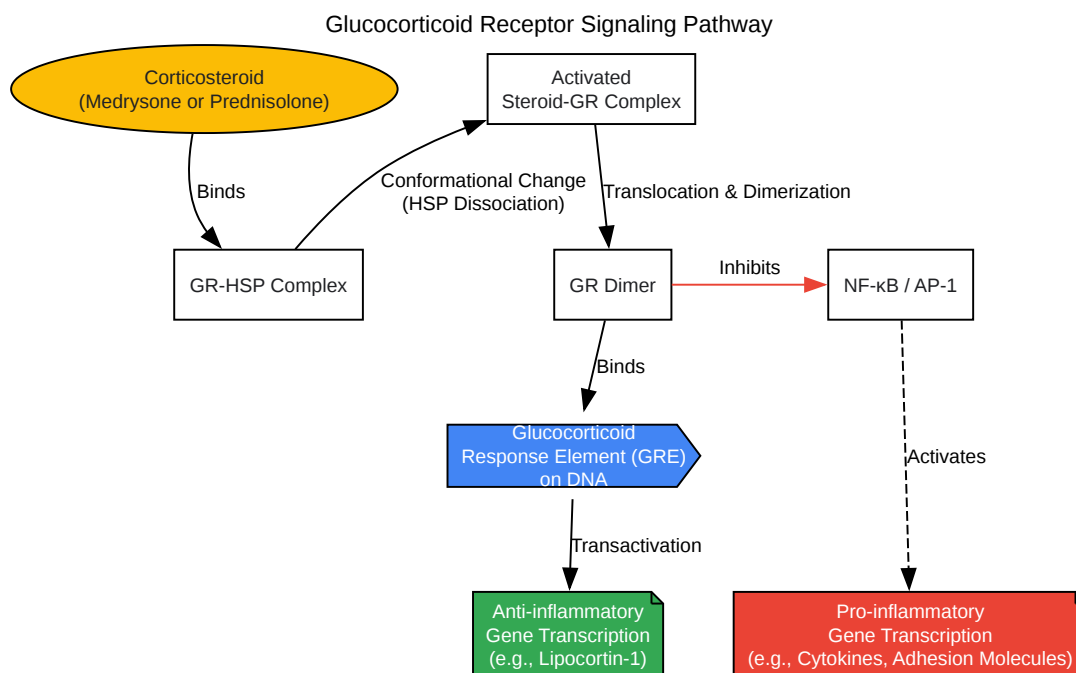 Glucocorticoid Receptor Signaling Pathway
Corticosteroid
(Medrysone or Prednisolone)
Activated
Steroid-GR Complex
Binds
Conformational Change
(HSP Dissociation)
Translocation & Dimerization
GR-HSP Complex
GR Dimer
Inhibits
NF-κB / AP-1
Binds
Glucocorticoid
Response Element (GRE)
on DNA
Activates
Transactivation
Anti-inflammatory
Gene Transcription
(e.g., Lipocortin-1)
Pro-inflammatory
Gene Transcription
(e.g., Cytokines, Adhesion Molecules)